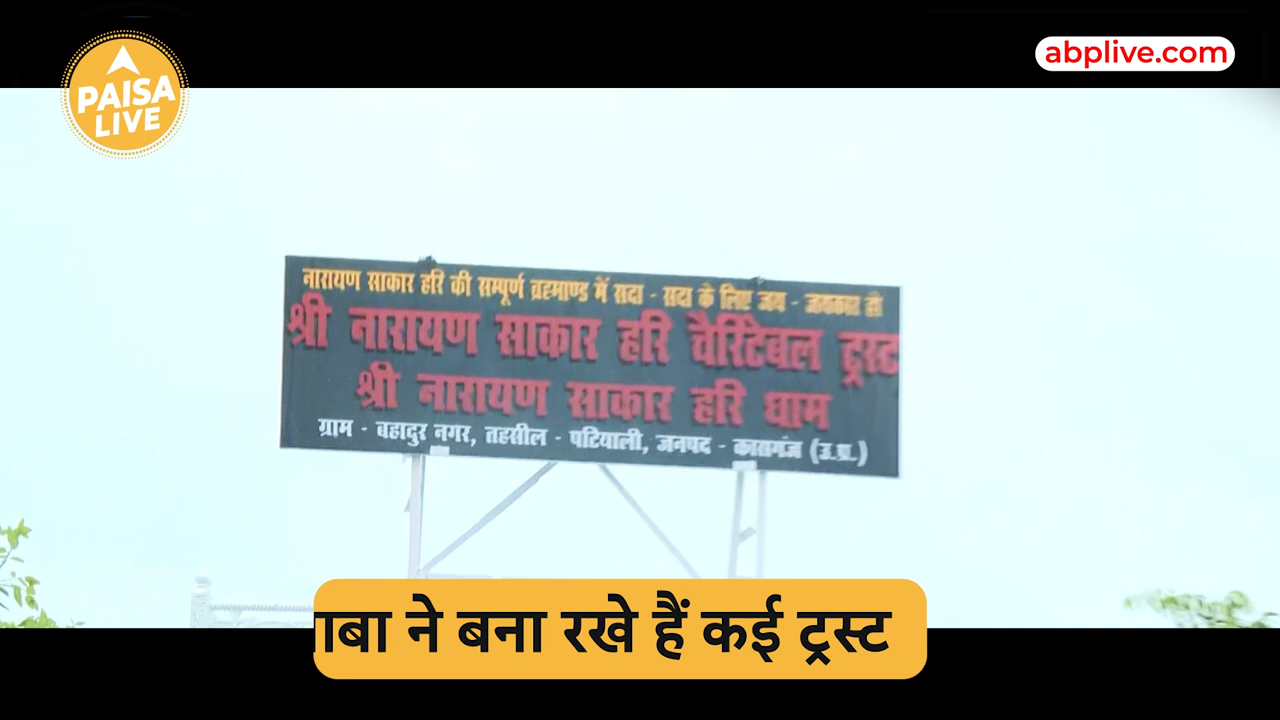 PAISA
LIVE
abplive.com
नारायण साकार हरि की सम्पूर्ण ब्रह्माण्ड में सदा - सदा के लिए जय - जयकार हो
श्री नारायण साकार हरि चैरिटेबल ट्रस्ट
श्री नारायण साकार हरि धाम
ग्राम - बहादुर नगर, तहसील - पटियाली, जनपद - कासगंज (उ.प्र.)
ाबा ने बना रखे हैं कई ट्रस्ट